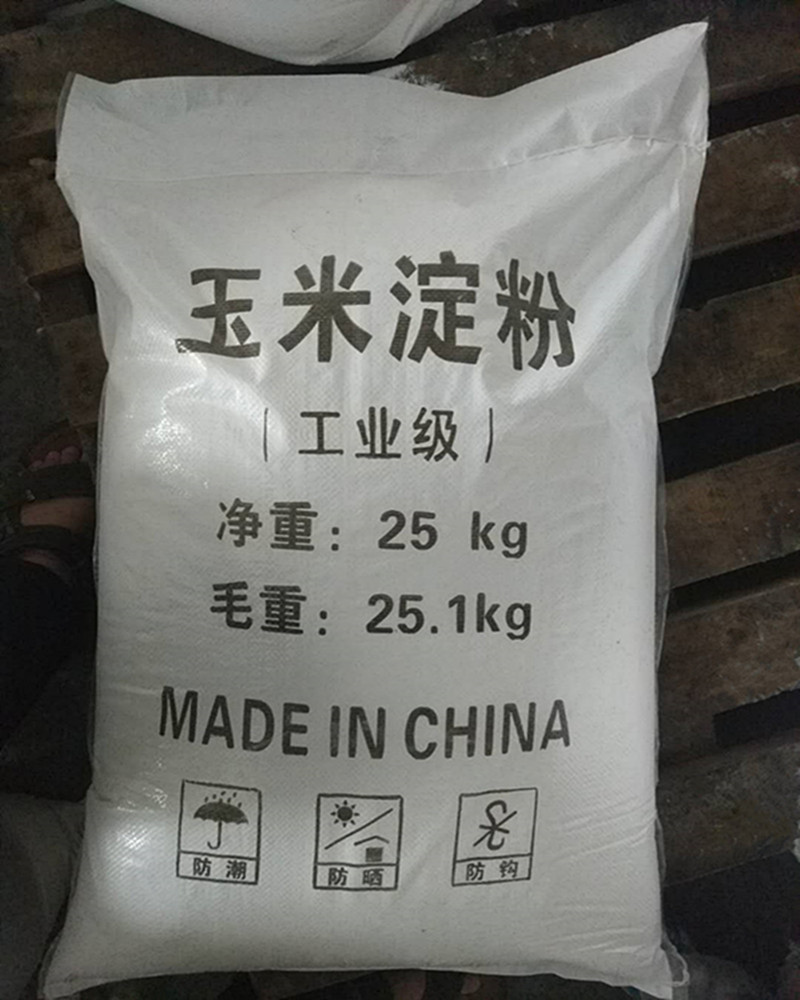 玉米淀粉
(工业级)
净重: 25 kg
毛重: 25.1kg
MADE IN CHINA
防潮 防晒 防钩